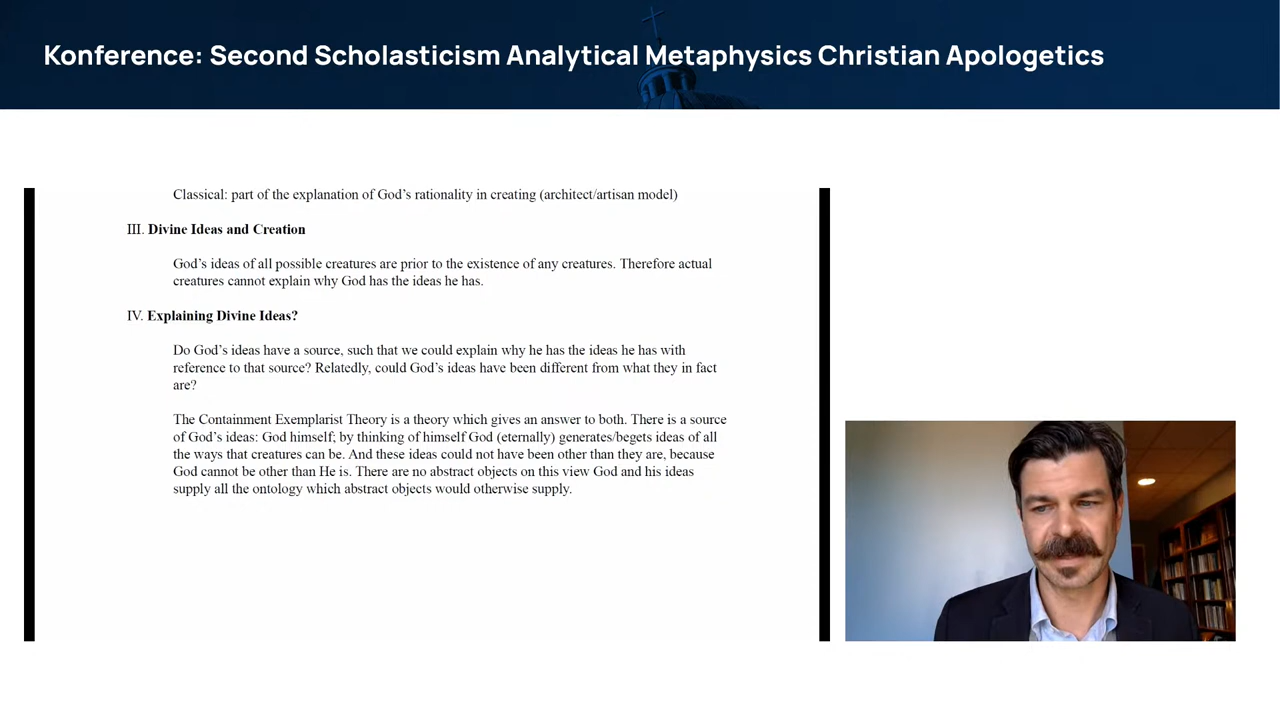 Konference: Second Scholasticism Analytical Metaphysics Christian Apologetics
Classical: part of the explanation of God's rationality in creating (architect/artisan model)
III. Divine Ideas and Creation
God's ideas of all possible creatures are prior to the existence of any creatures. Therefore actual
creatures cannot explain why God has the ideas he has.
IV. Explaining Divine Ideas?
Do God's ideas have a source, such that we could explain why he has the ideas he has with
reference to that source? Relatedly, could God's ideas have been different from what they in fact
are?
The Containment Exemplarist Theory is a theory which gives an answer to both. There is a source
of God's ideas: God himself; by thinking of himself God (eternally) generates/begets ideas of all
the ways that creatures can be. And these ideas could not have been other than they are, because
God cannot be other than He is. There are no abstract objects on this view God and his ideas
supply all the ontology which abstract objects would otherwise supply.